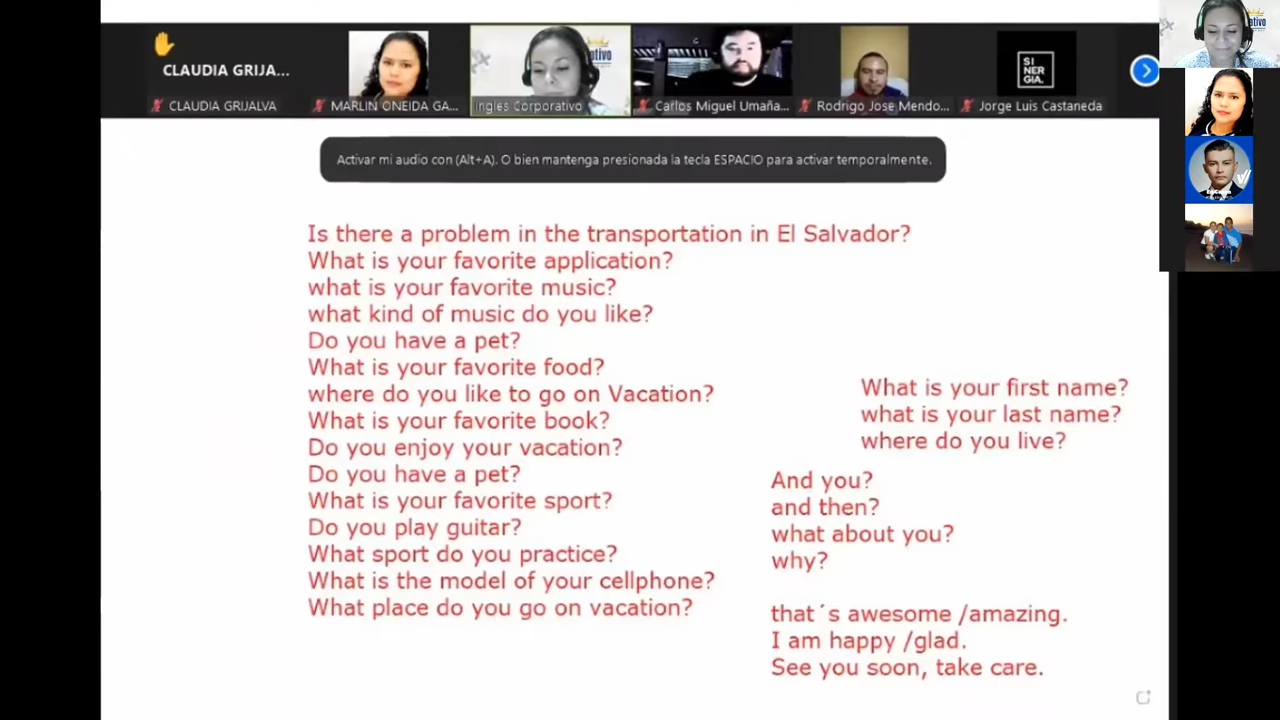 CLAUDIA GRIJA...
CLAUDIA GRIJALVA
MARLIN ONEIDA GA...
Ingles Corporativo
Carlos Miguel Umaña...
Rodrigo Jose Mendo...
SI
NER
GIA.
Jorge Luis Castaneda
Activar mi audio con (Alt+A). O bien mantenga presionada la tecla ESPACIO para activar temporalmente.
Is there a problem in the transportation in El Salvador?
What is your favorite application?
what is your favorite music?
what kind of music do you like?
Do you have a pet?
What is your favorite food?
where do you like to go on Vacation?
What is your favorite book?
Do you enjoy your vacation?
Do you have a pet?
What is your favorite sport?
Do you play guitar?
What sport do you practice?
What is the model of your cellphone?
What place do you go on vacation?
What is your first name?
what is your last name?
where do you live?
And you?
and then?
what about you?
why?
that´s awesome /amazing.
I am happy /glad.
See you soon, take care.